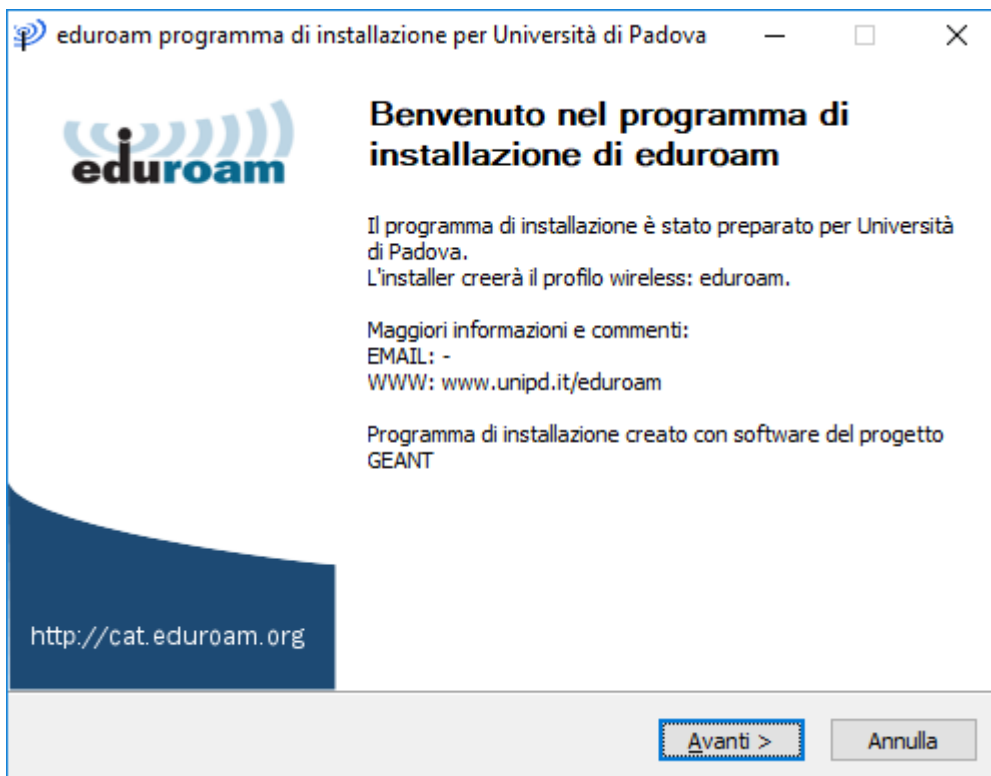 eduroam programma di installazione per Università di Padova
eduroam
Benvenuto nel programma di
installazione di eduroam
Il programma di installazione è stato preparato per Università
di Padova.
L'installer creerà il profilo wireless: eduroam.
Maggiori informazioni e commenti:
EMAIL: -
WWW: www.unipd.it/eduroam
Programma di installazione creato con software del progetto
GEANT
http://cat.eduroam.org
Avanti >
Annulla